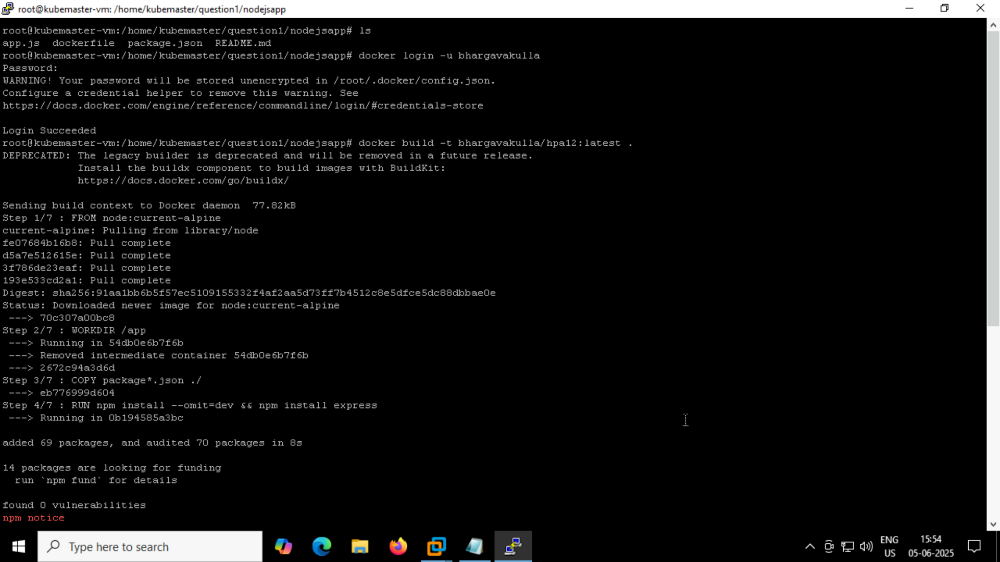 root@kubemaster-vm: /home/kubemaster/question1/nodejsapp
root@kubemaster-vm:/home/kubemaster/question1/nodejsapp# ls
app.js  dockerfile  package.json  README.md
root@kubemaster-vm:/home/kubemaster/question1/nodejsapp# docker login -u bhargavakulla
Password:
WARNING! Your password will be stored unencrypted in /root/.docker/config.json.
Configure a credential helper to remove this warning. See
https://docs.docker.com/engine/reference/commandline/login/#credentials-store
Login Succeeded
root@kubemaster-vm:/home/kubemaster/question1/nodejsapp# docker build -t bhargavakulla/hpa12:latest .
DEPRECATED: The legacy builder is deprecated and will be removed in a future release.
            Install the buildx component to build images with BuildKit:
            https://docs.docker.com/go/buildx/
Sending build context to Docker daemon  77.82kB
Step 1/7 : FROM node:current-alpine
current-alpine: Pulling from library/node
fe07684b16b8: Pull complete
d5a7e512615e: Pull complete
3f786de23eaf: Pull complete
193e533cd2a1: Pull complete
Digest: sha256:91aa1bb6b5f57ec5109155332f4af2aa5d73ff7b4512c8e5dfce5dc88dbbae0e
Status: Downloaded newer image for node:current-alpine
 ---> 70c307a00bc8
Step 2/7 : WORKDIR /app
 ---> Running in 54db0e6b7f6b
 ---> Removed intermediate container 54db0e6b7f6b
 ---> 2672c94a3d6d
Step 3/7 : COPY package*.json ./
 ---> eb776999d604
Step 4/7 : RUN npm install --omit=dev && npm install express
 ---> Running in 0b194585a3bc
added 69 packages, and audited 70 packages in 8s
14 packages are looking for funding
  run `npm fund` for details
found 0 vulnerabilities
npm notice
Type here to search
ENG
US
15:54
05-06-2025